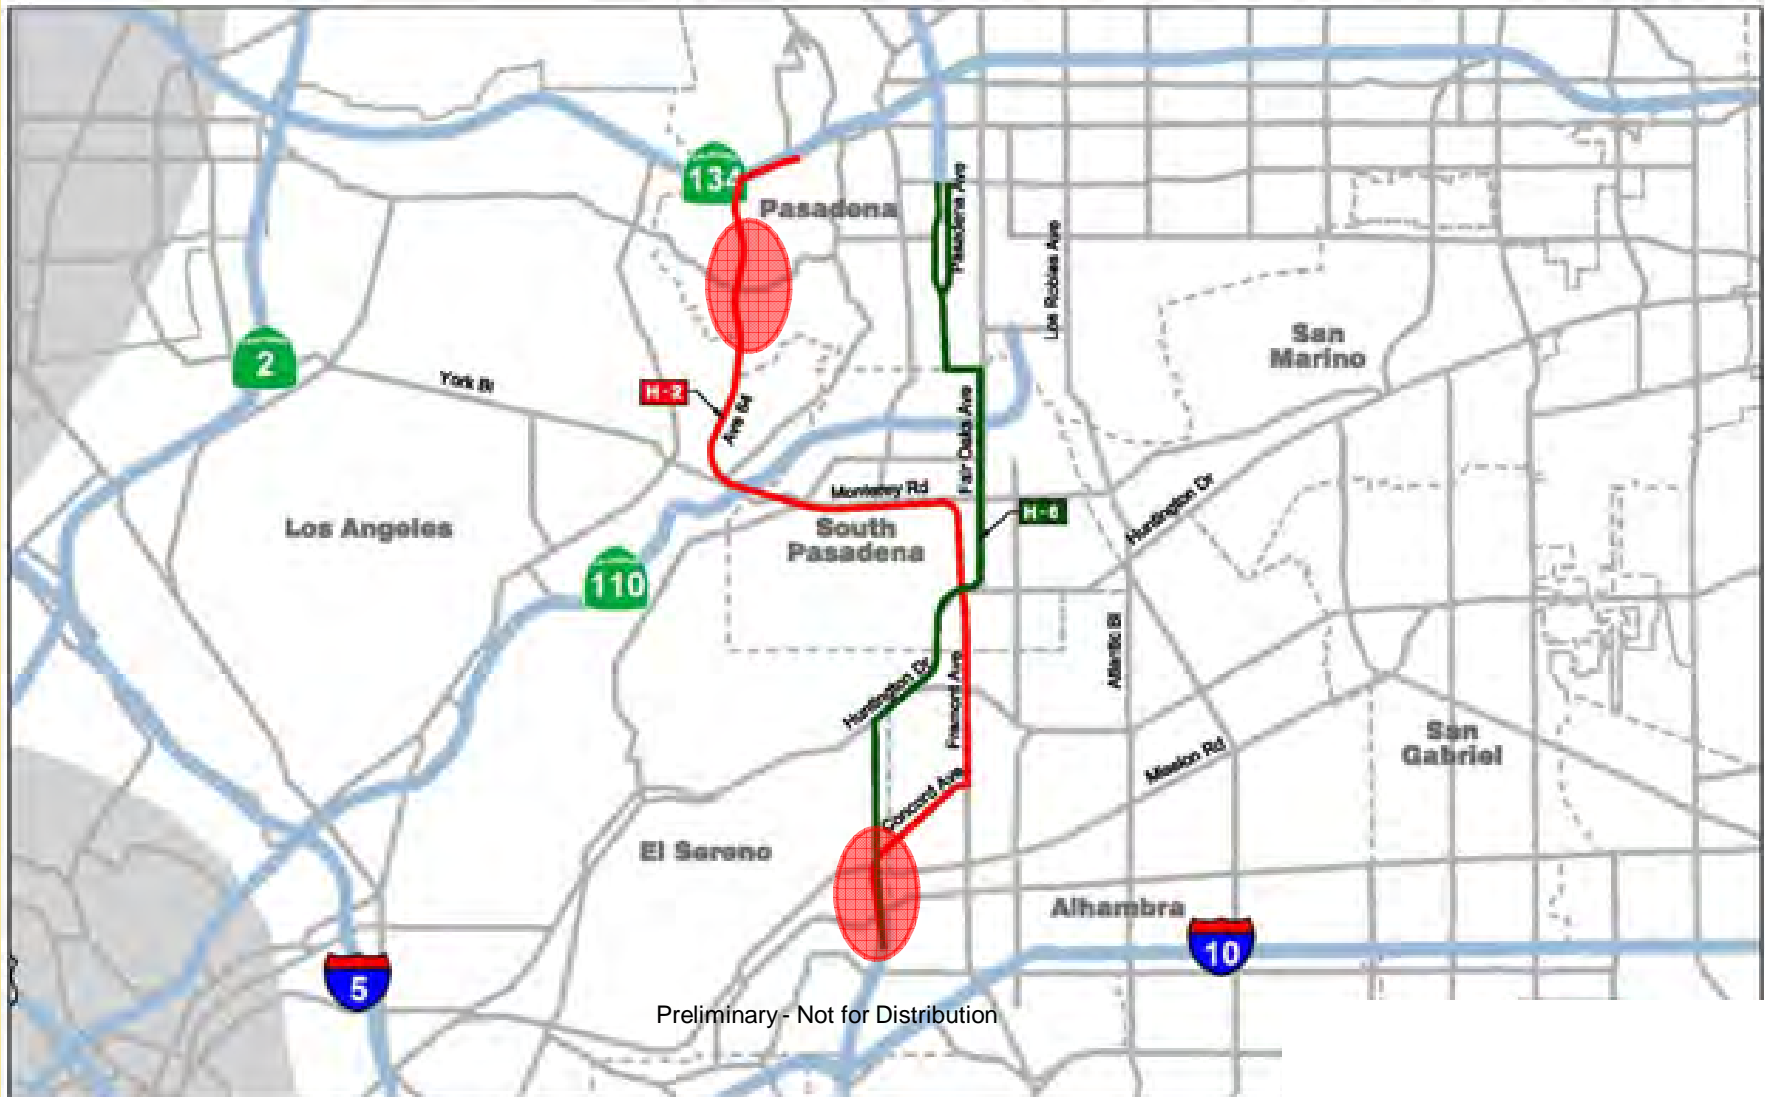 134
Pasadena
Pasadena Ave
Los Robles Ave
San
Marino
2
York Bl
H-2
Ave 64
Fair Oaks Ave
Monterey Rd
H-6
Huntington Dr
Los Angeles
South
Pasadena
110
Atlantic Bl
Huntington Dr
Fremont Ave
San
Gabriel
Mission Rd
Concord Ave
El Sereno
Alhambra
10
5
Preliminary - Not for Distribution